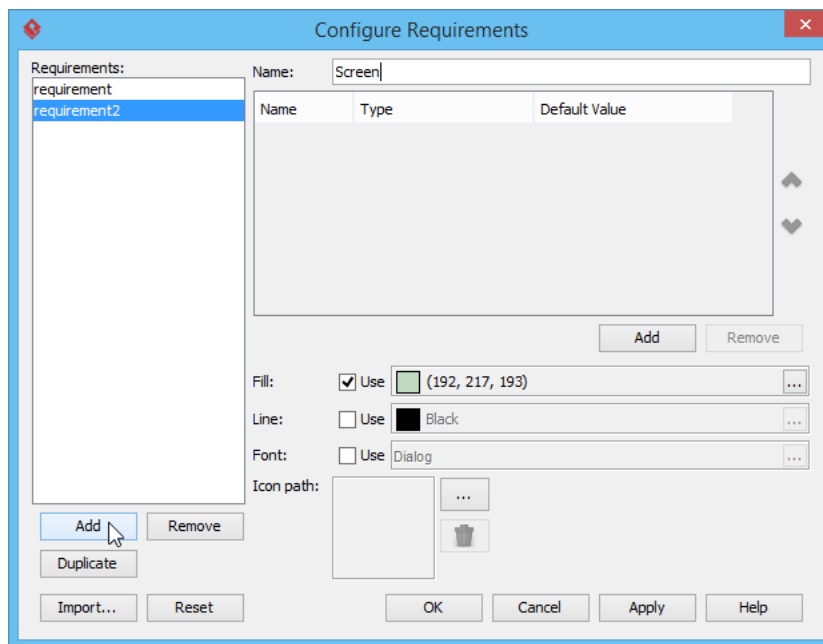 Configure Requirements
Requirements:
requirement
requirement2
Name: Screen
Name Type Default Value
Add Remove
Fill: Use (192, 217, 193) ...
Line: Use Black ...
Font: Use Dialog ...
Icon path: ...
Add Remove
Duplicate
Import... Reset OK Cancel Apply Help